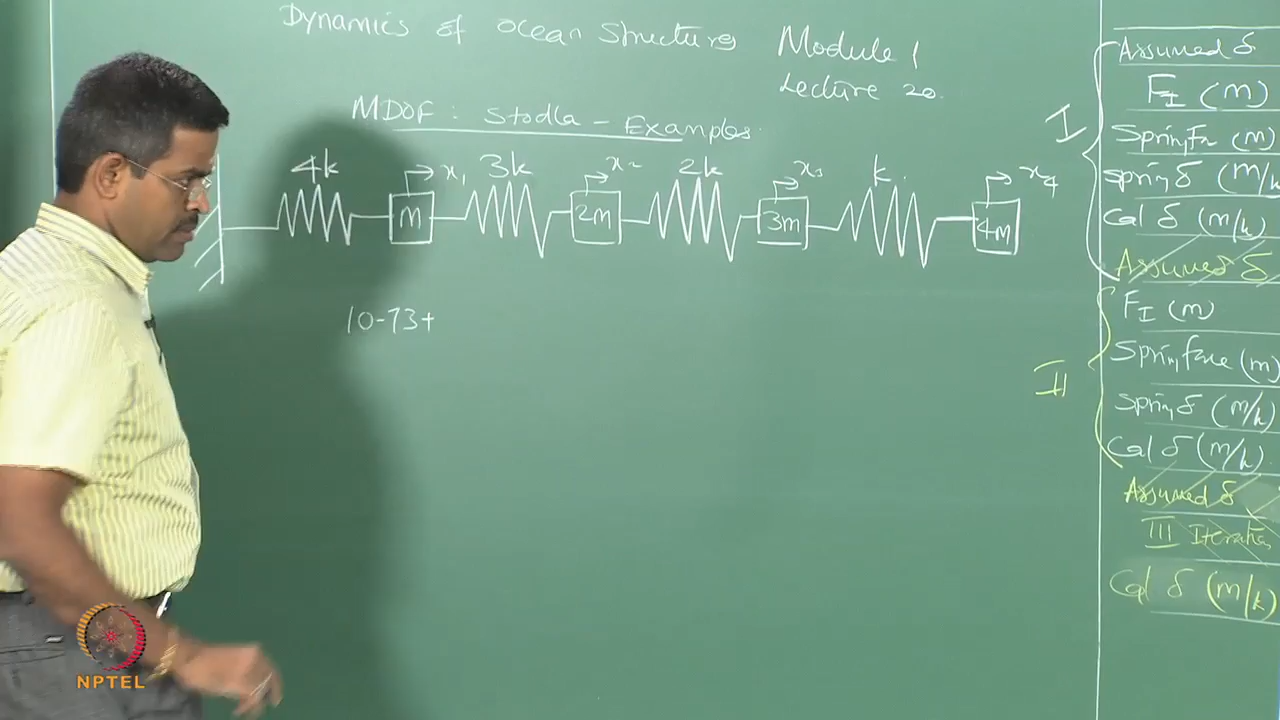 Dynamics of Ocean Structures Module 1
Lecture 20.
MDOF: Stodla - Examples.
4k x1 3k x2 2k x3 k. x4
m 2m 3m 4m
10-73+
I
Assumed δ
FI (m)
Spring Fr (m)
Spring δ (m/k
Cal δ (m/k)
Assumed δ
II
FI (m)
Spring Force (m)
Spring δ (m/k)
Cal δ (m/k)
Assumed δ
III Iteration
Cal δ (m/k)
NPTEL